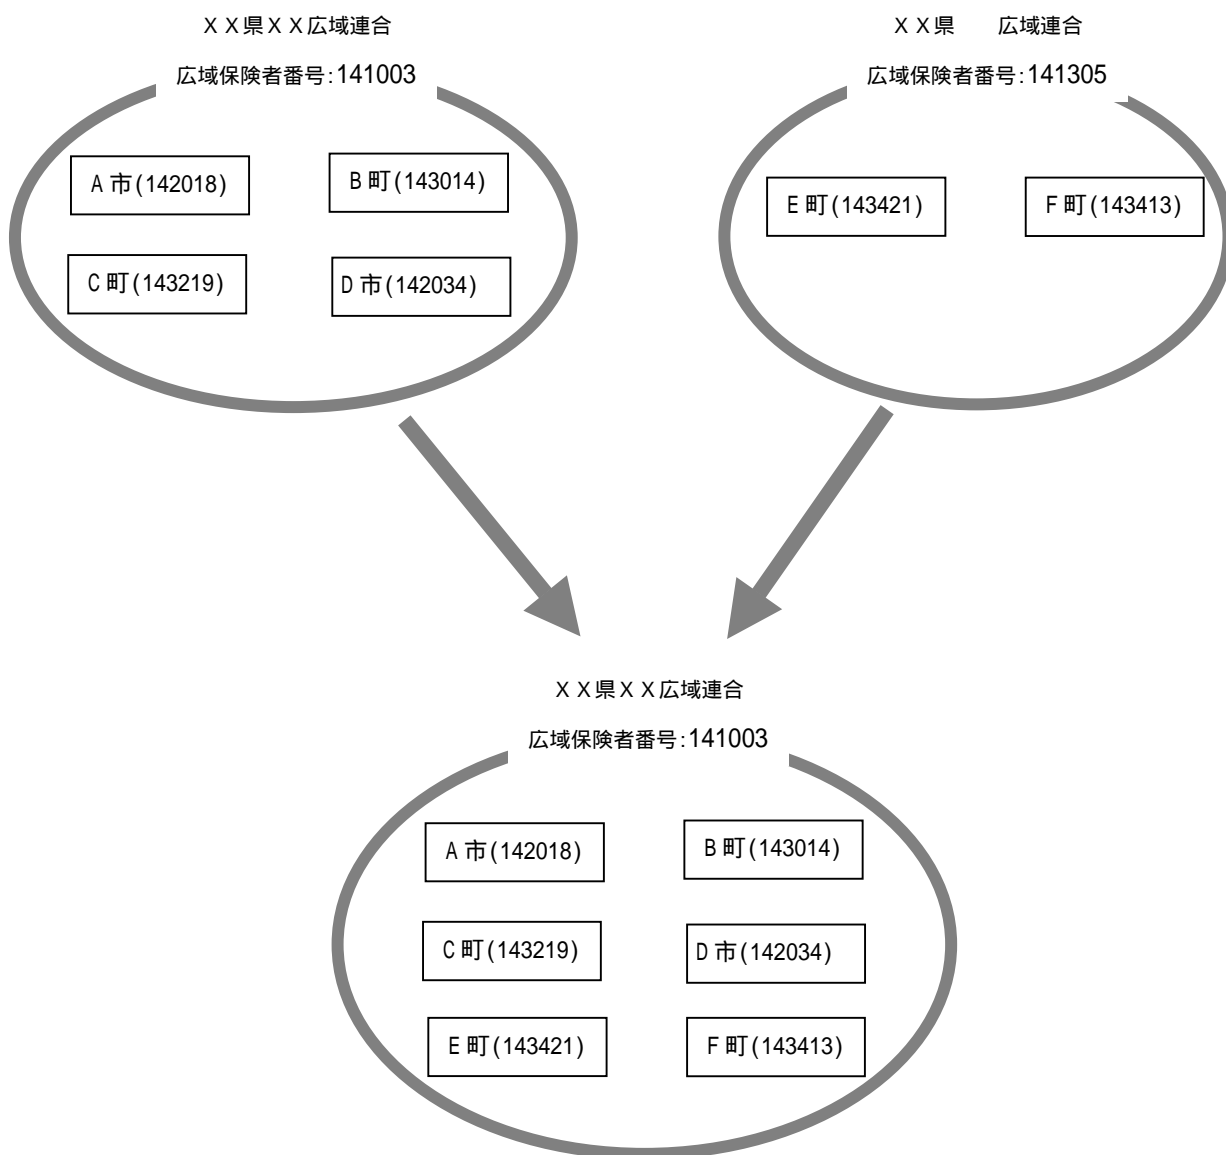 ＸＸ県ＸＸ広域連合
広域保険者番号:141003
Ａ市(142018)
Ｂ町(143014)
Ｃ町(143219)
Ｄ市(142034)
ＸＸ県　　広域連合
広域保険者番号:141305
Ｅ町(143421)
Ｆ町(143413)
ＸＸ県ＸＸ広域連合
広域保険者番号:141003
Ａ市(142018)
Ｂ町(143014)
Ｃ町(143219)
Ｄ市(142034)
Ｅ町(143421)
Ｆ町(143413)